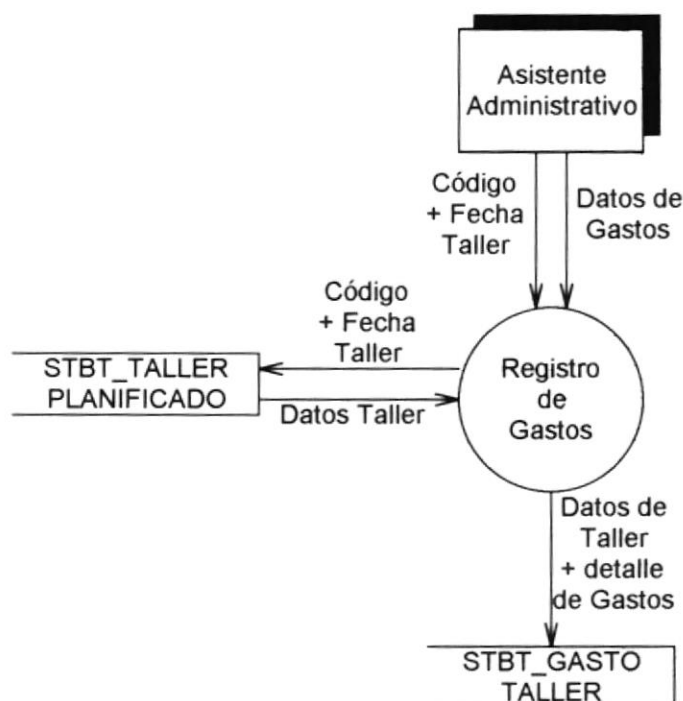 Asistente
Administrativo
Código
+ Fecha
Taller
Datos de
Gastos
Código
+ Fecha
Taller
STBT_TALLER
PLANIFICADO
Datos Taller
Registro
de
Gastos
Datos de
Taller
+ detalle
de Gastos
STBT_GASTO
TALLER